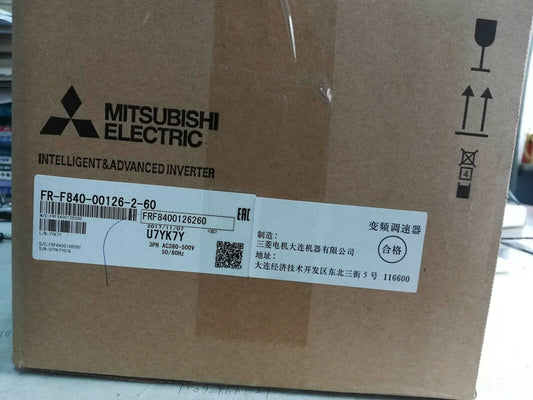 MITSUBISHI
ELECTRIC
INTELLIGENT&ADVANCED INVERTER
4
FR-F840-00126-2-60
FRF8400126260
2017/11/07
U7YK7Y
3PH AC380-500V
50/60Hz
EAC
变频调速器
合格
制造：
三菱电机大连机器有限公司
地址：
大连经济技术开发区东北三街 5 号 116600